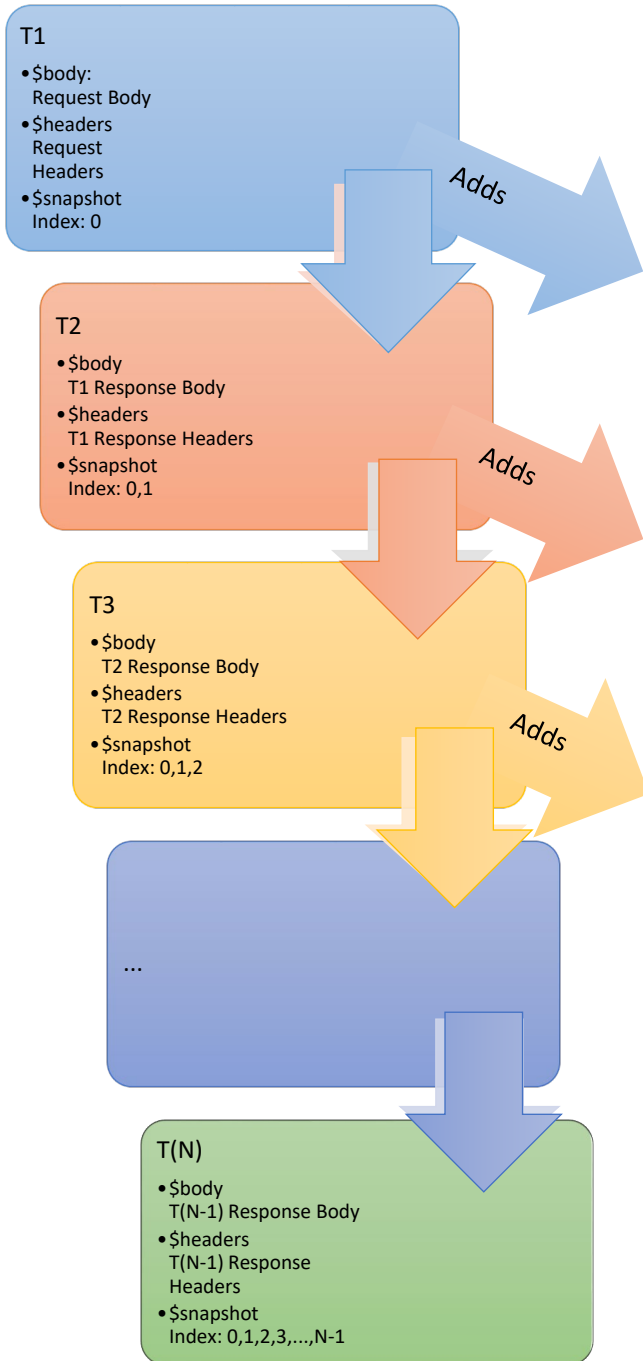 T1
•$body:
Request Body
•$headers
Request
Headers
•$snapshot
Index: 0
Adds
T2
•$body
T1 Response Body
•$headers
T1 Response Headers
•$snapshot
Index: 0,1
Adds
T3
•$body
T2 Response Body
•$headers
T2 Response Headers
•$snapshot
Index: 0,1,2
Adds
...
T(N)
•$body
T(N-1) Response Body
•$headers
T(N-1) Response
Headers
•$snapshot
Index: 0,1,2,3,...,N-1